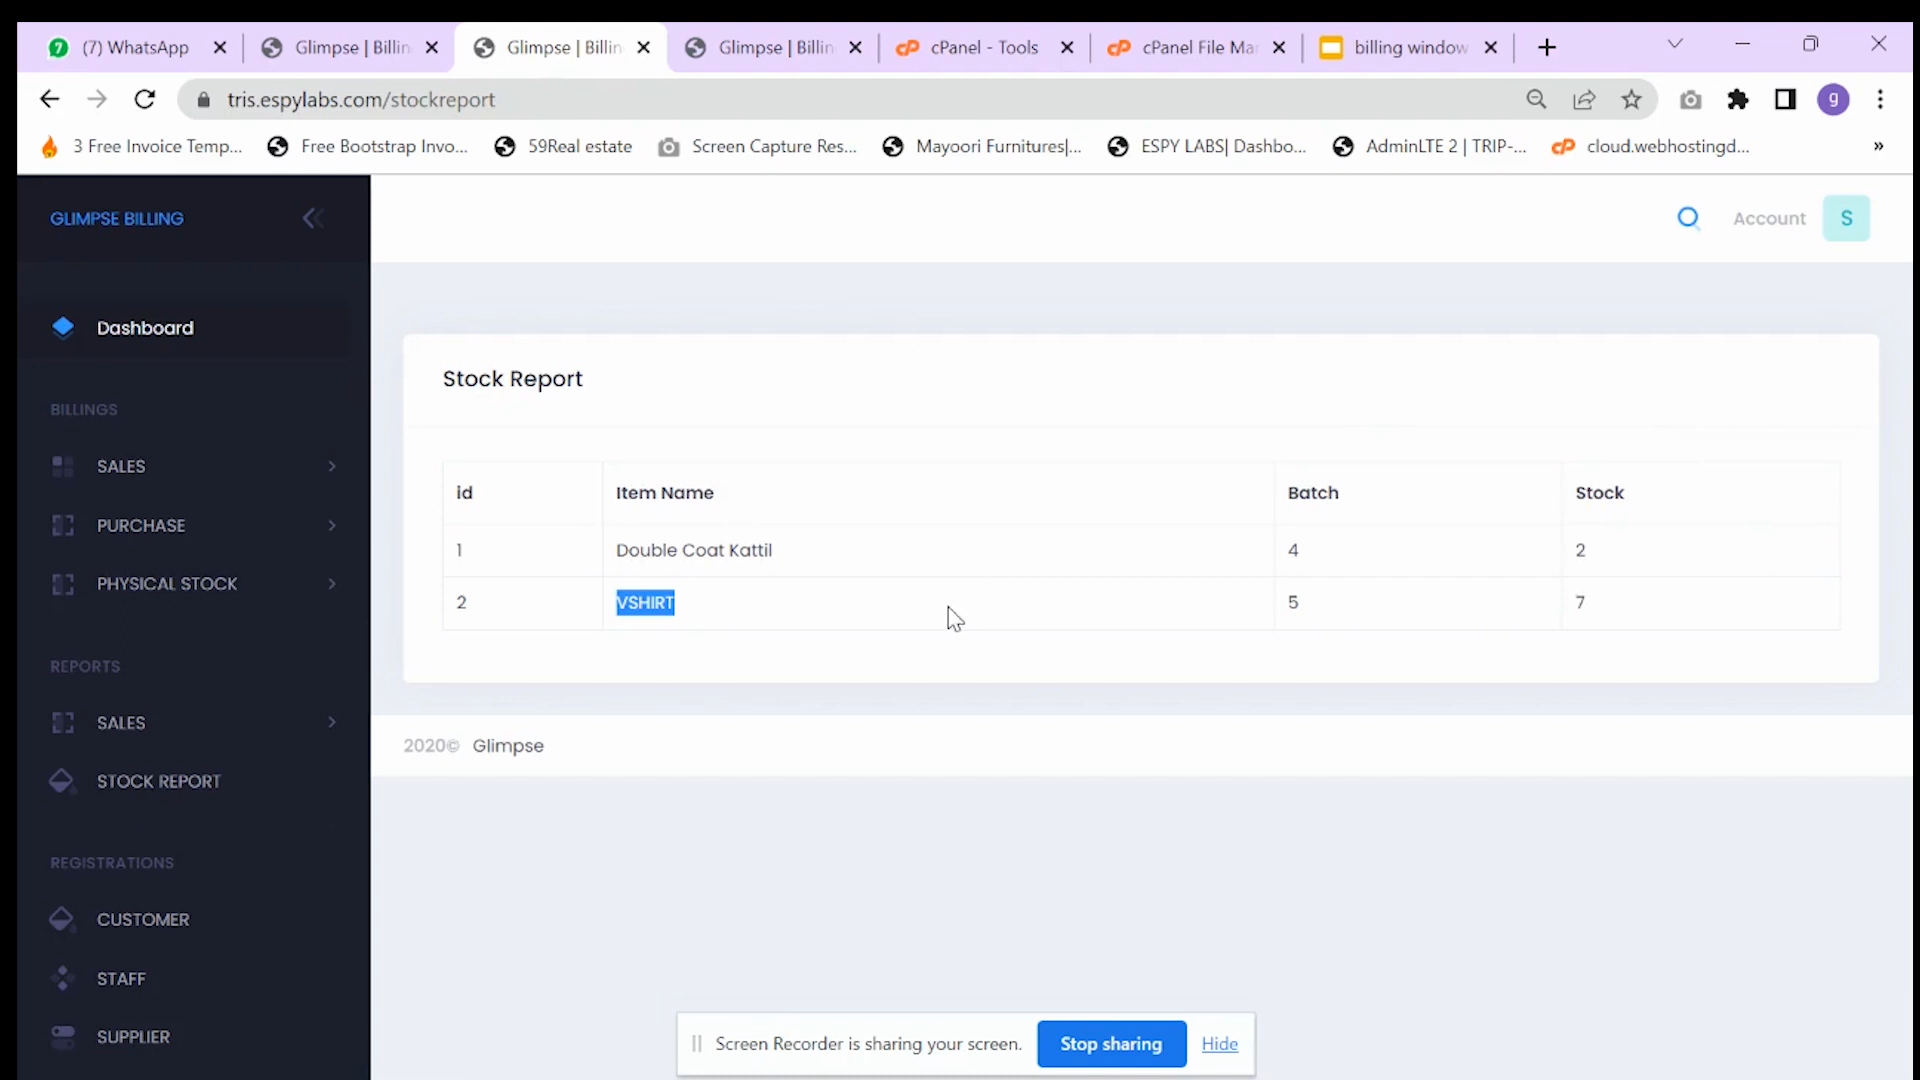 7 (7) WhatsApp Glimpse | Billin Glimpse | Billin Glimpse | Billin cPanel - Tools cPanel File Mar billing window
tris.espylabs.com/stockreport g
3 Free Invoice Temp... Free Bootstrap Invo... 59Real estate Screen Capture Res... Mayoori Furnitures|... ESPY LABS| Dashbo... AdminLTE 2 | TRIP-... cloud.webhostingd... »
GLIMPSE BILLING
Account S
Dashboard
BILLINGS
SALES
PURCHASE
PHYSICAL STOCK
REPORTS
SALES
STOCK REPORT
REGISTRATIONS
CUSTOMER
STAFF
SUPPLIER
Stock Report
id Item Name Batch Stock
1 Double Coat Kattil 4 2
2 VSHIRT 5 7
2020© Glimpse
Screen Recorder is sharing your screen. Stop sharing Hide